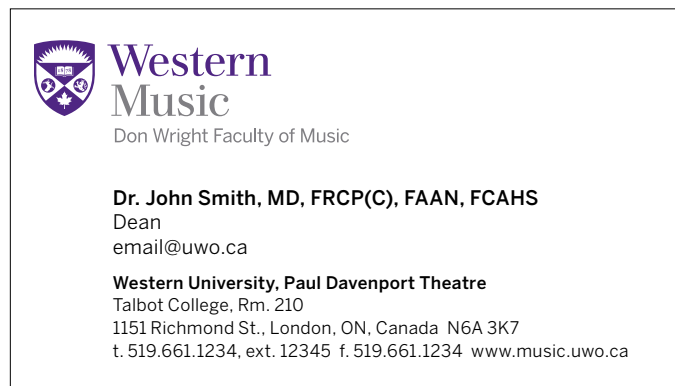 Western
Music
Don Wright Faculty of Music
Dr. John Smith, MD, FRCP(C), FAAN, FCAHS
Dean
email@uwo.ca
Western University, Paul Davenport Theatre
Talbot College, Rm. 210
1151 Richmond St., London, ON, Canada  N6A 3K7
t. 519.661.1234, ext. 12345  f. 519.661.1234  www.music.uwo.ca